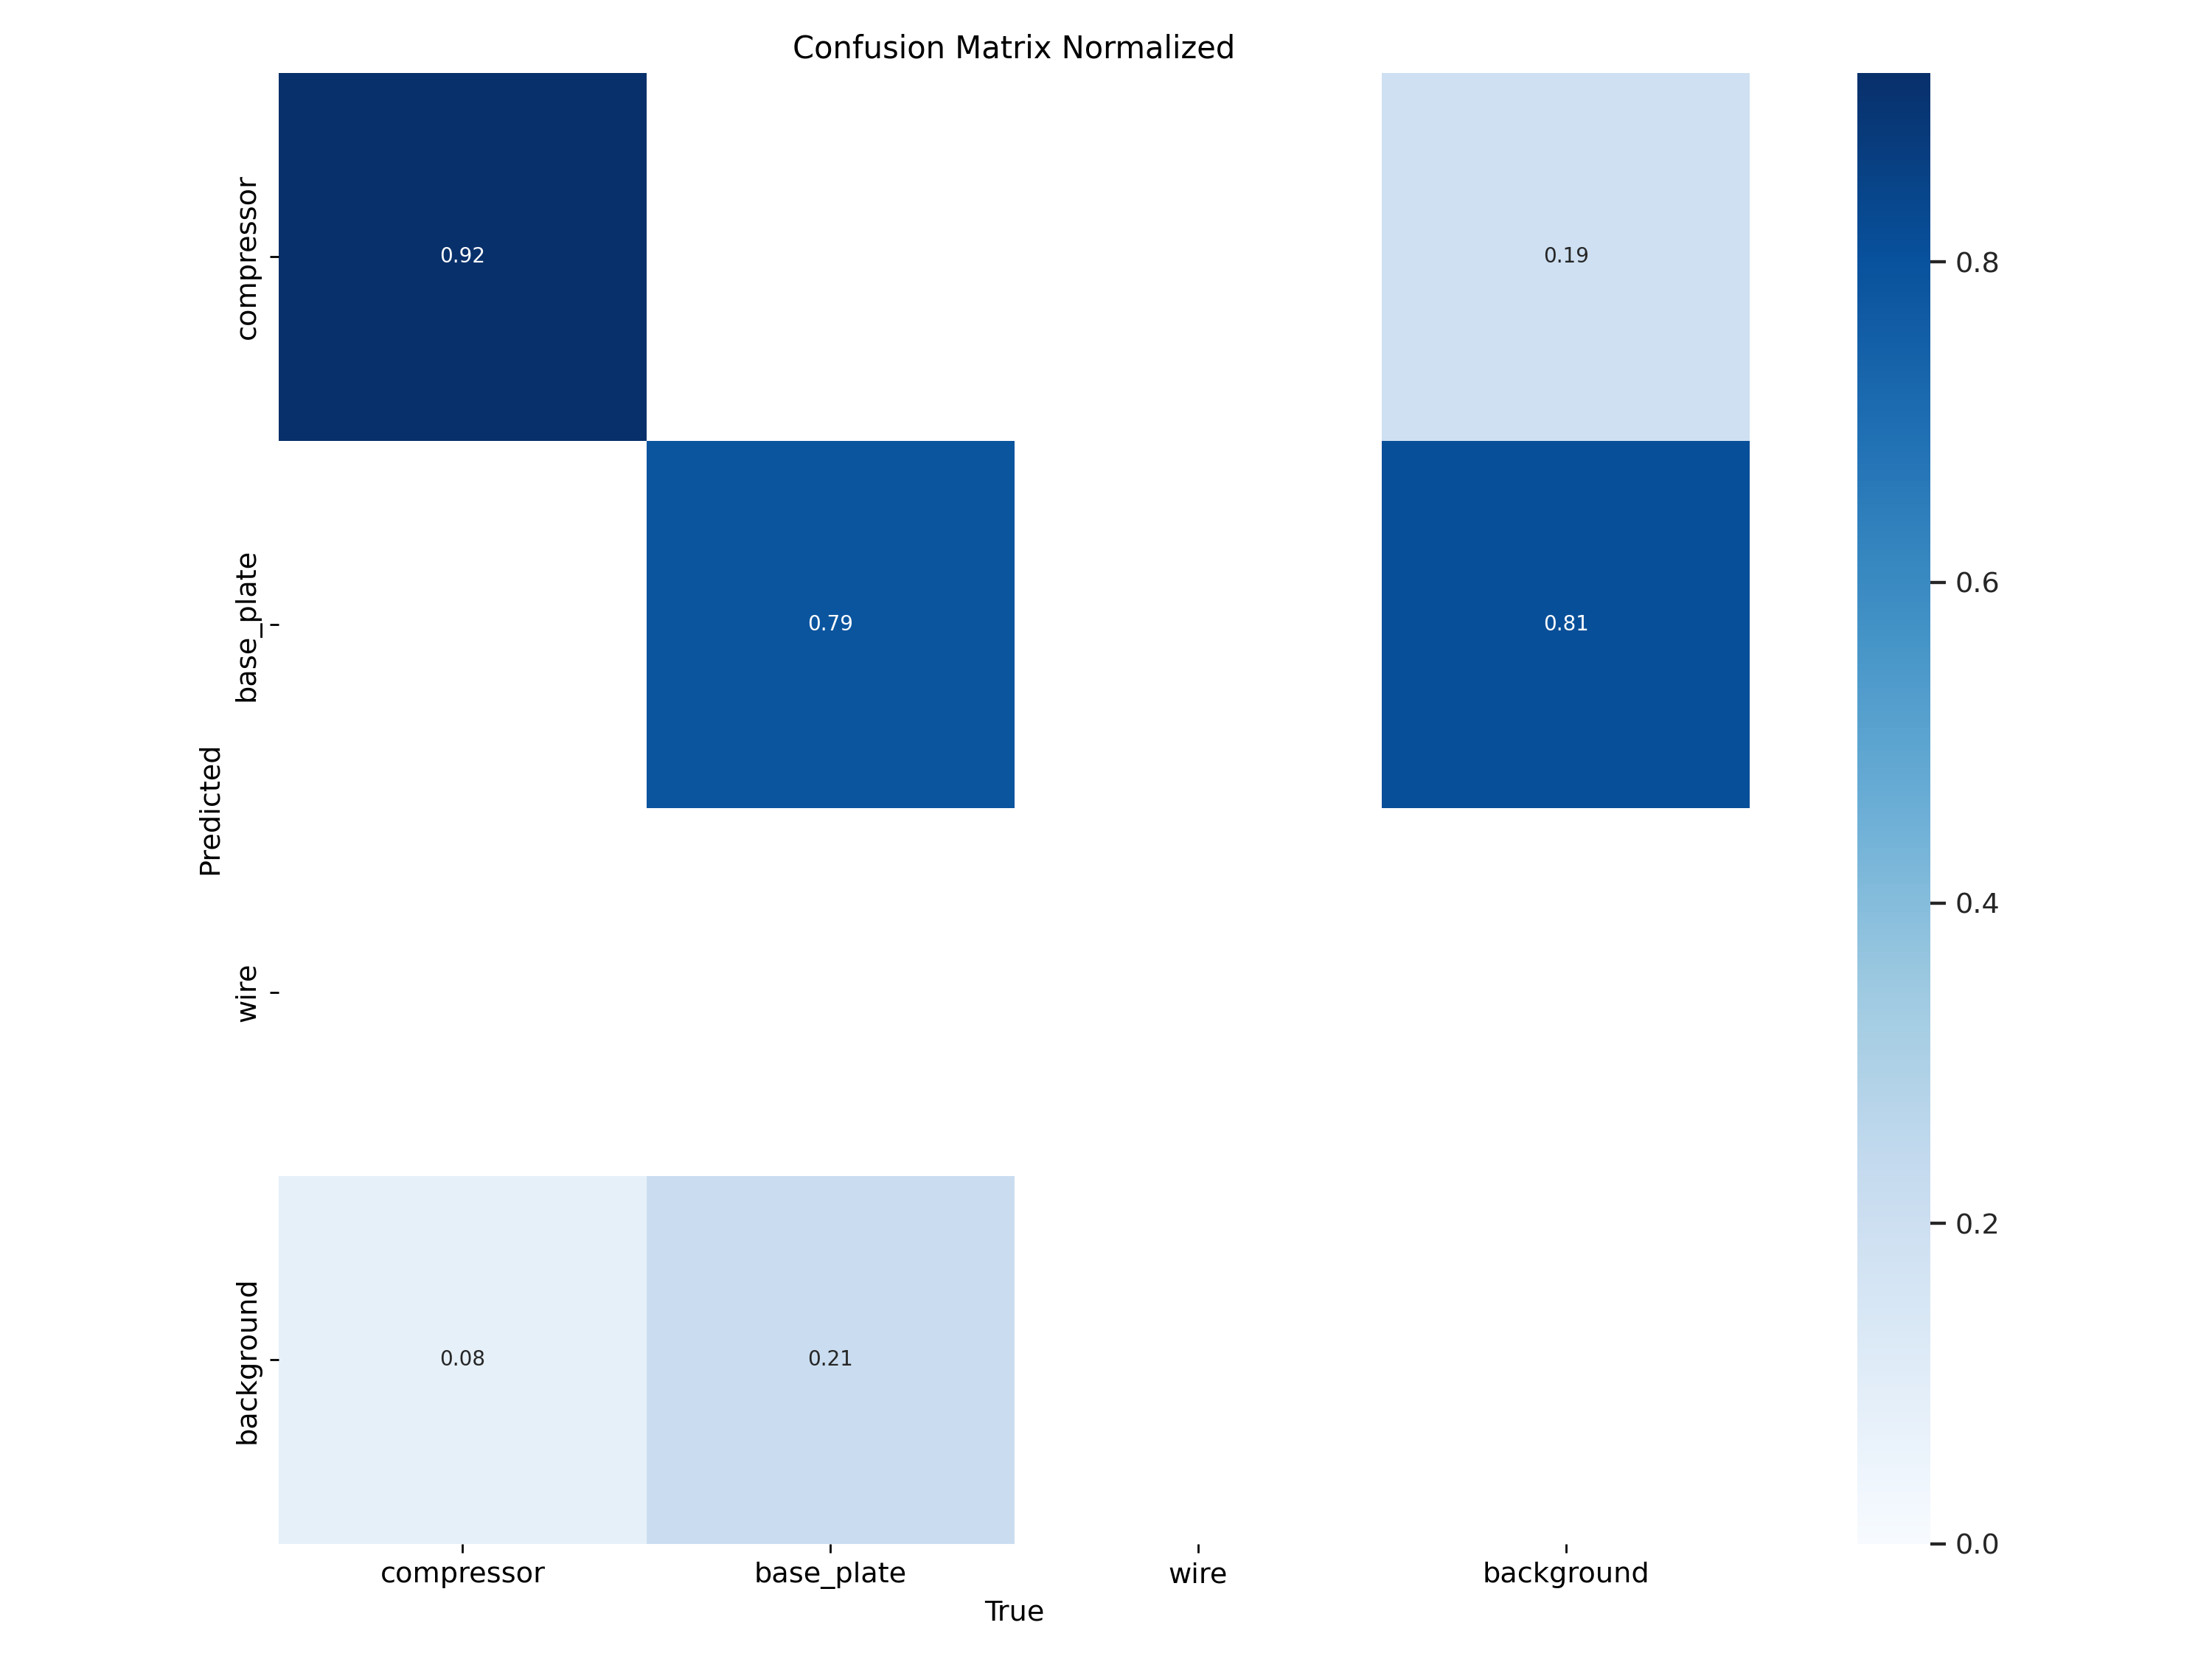 Confusion Matrix Normalized
compressor
0.92
0.19
0.8
base_plate
0.79
0.81
0.6
Predicted
0.4
wire
0.2
background
0.08
0.21
0.0
compressor
base_plate
wire
background
True